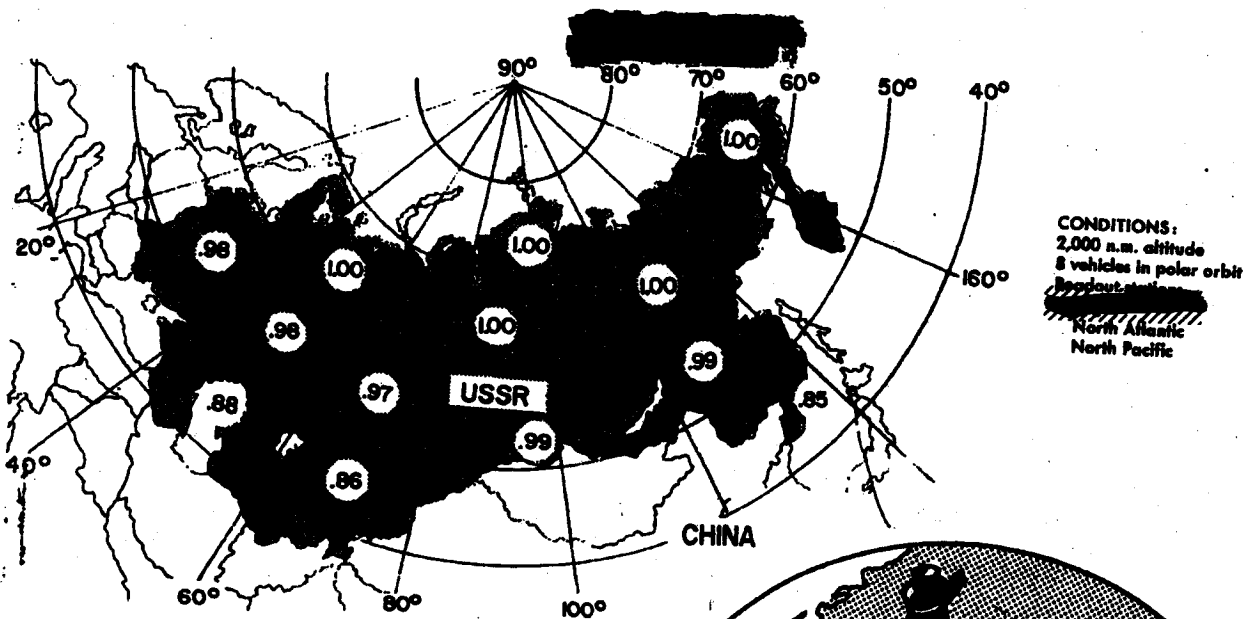 90° 80° 70° 60° 50° 40°
1.00
CONDITIONS:
2,000 n.m. altitude
8 vehicles in polar orbit
Readout stations
North Atlantic
North Pacific
20°
.98
1.00
1.00
1.00
160°
.98
1.00
.97
USSR
.99
.88
.85
.99
40°
.86
CHINA
60°
80°
100°